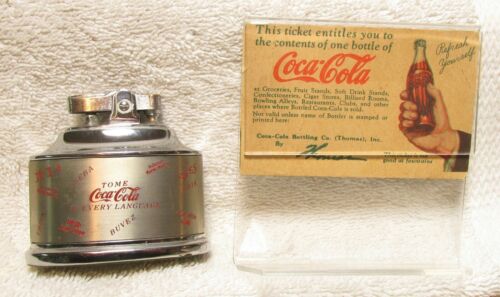 TOME
Coca-Cola
EVERY LANGUAGE
BUVEZ
This ticket entitles you to
the contents of one bottle of
Coca-Cola
Refresh
Yourself
at Groceries, Fruit Stands, Soft Drink Stands,
Confectioneries, Cigar Stores, Billiard Rooms,
Bowling Alleys, Restaurants, Clubs, and other
places where Bottled Coca-Cola is sold.
Not valid unless name of Bottler is stamped or
printed here:
Coca-Cola Bottling Co. (Thomas), Inc.
By
good at fountains